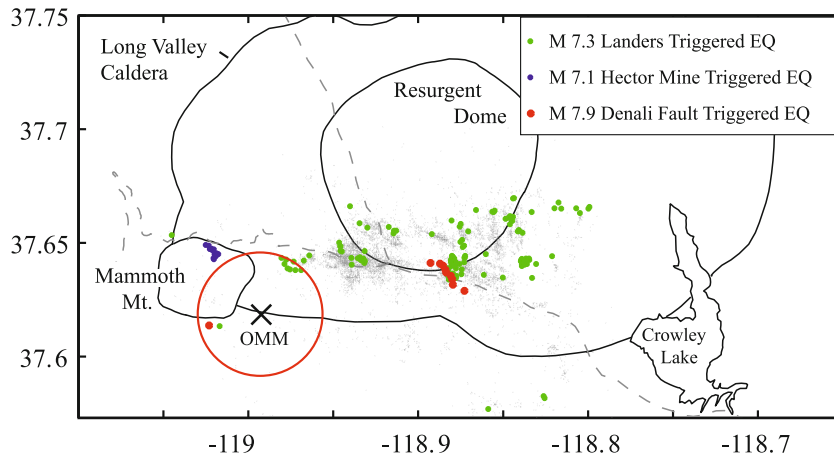 37.75
37.7
37.65
37.6
Long Valley
Caldera
Resurgent
Dome
M 7.3 Landers Triggered EQ
M 7.1 Hector Mine Triggered EQ
M 7.9 Denali Fault Triggered EQ
Mammoth
Mt.
OMM
Crowley
Lake
-119
-118.9
-118.8
-118.7